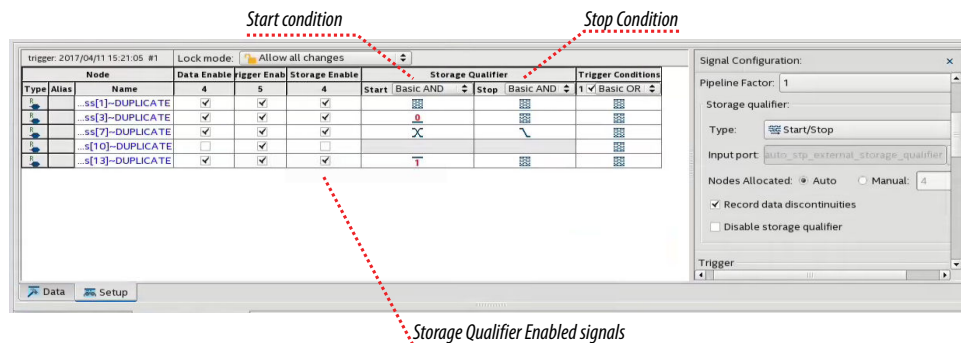 Start condition
Stop Condition
trigger: 2017/04/11 15:21:05 #1
Lock mode: Allow all changes
Signal Configuration: ×
Node Data Enable rigger Enab Storage Enable Storage Qualifier Trigger Conditions
Type Alias Name 4 5 4 Start Basic AND Stop Basic AND 1 Basic OR
R ...ss[1]~DUPLICATE
R ...ss[3]~DUPLICATE 0
R ...ss[7]~DUPLICATE
R ...s[10]~DUPLICATE
R ...s[13]~DUPLICATE 1
Pipeline Factor: 1
Storage qualifier:
Type: Start/Stop
Input port: auto_stp_external_storage_qualifier
Nodes Allocated: Auto Manual: 4
Record data discontinuities
Disable storage qualifier
Trigger
Data Setup
Storage Qualifier Enabled signals